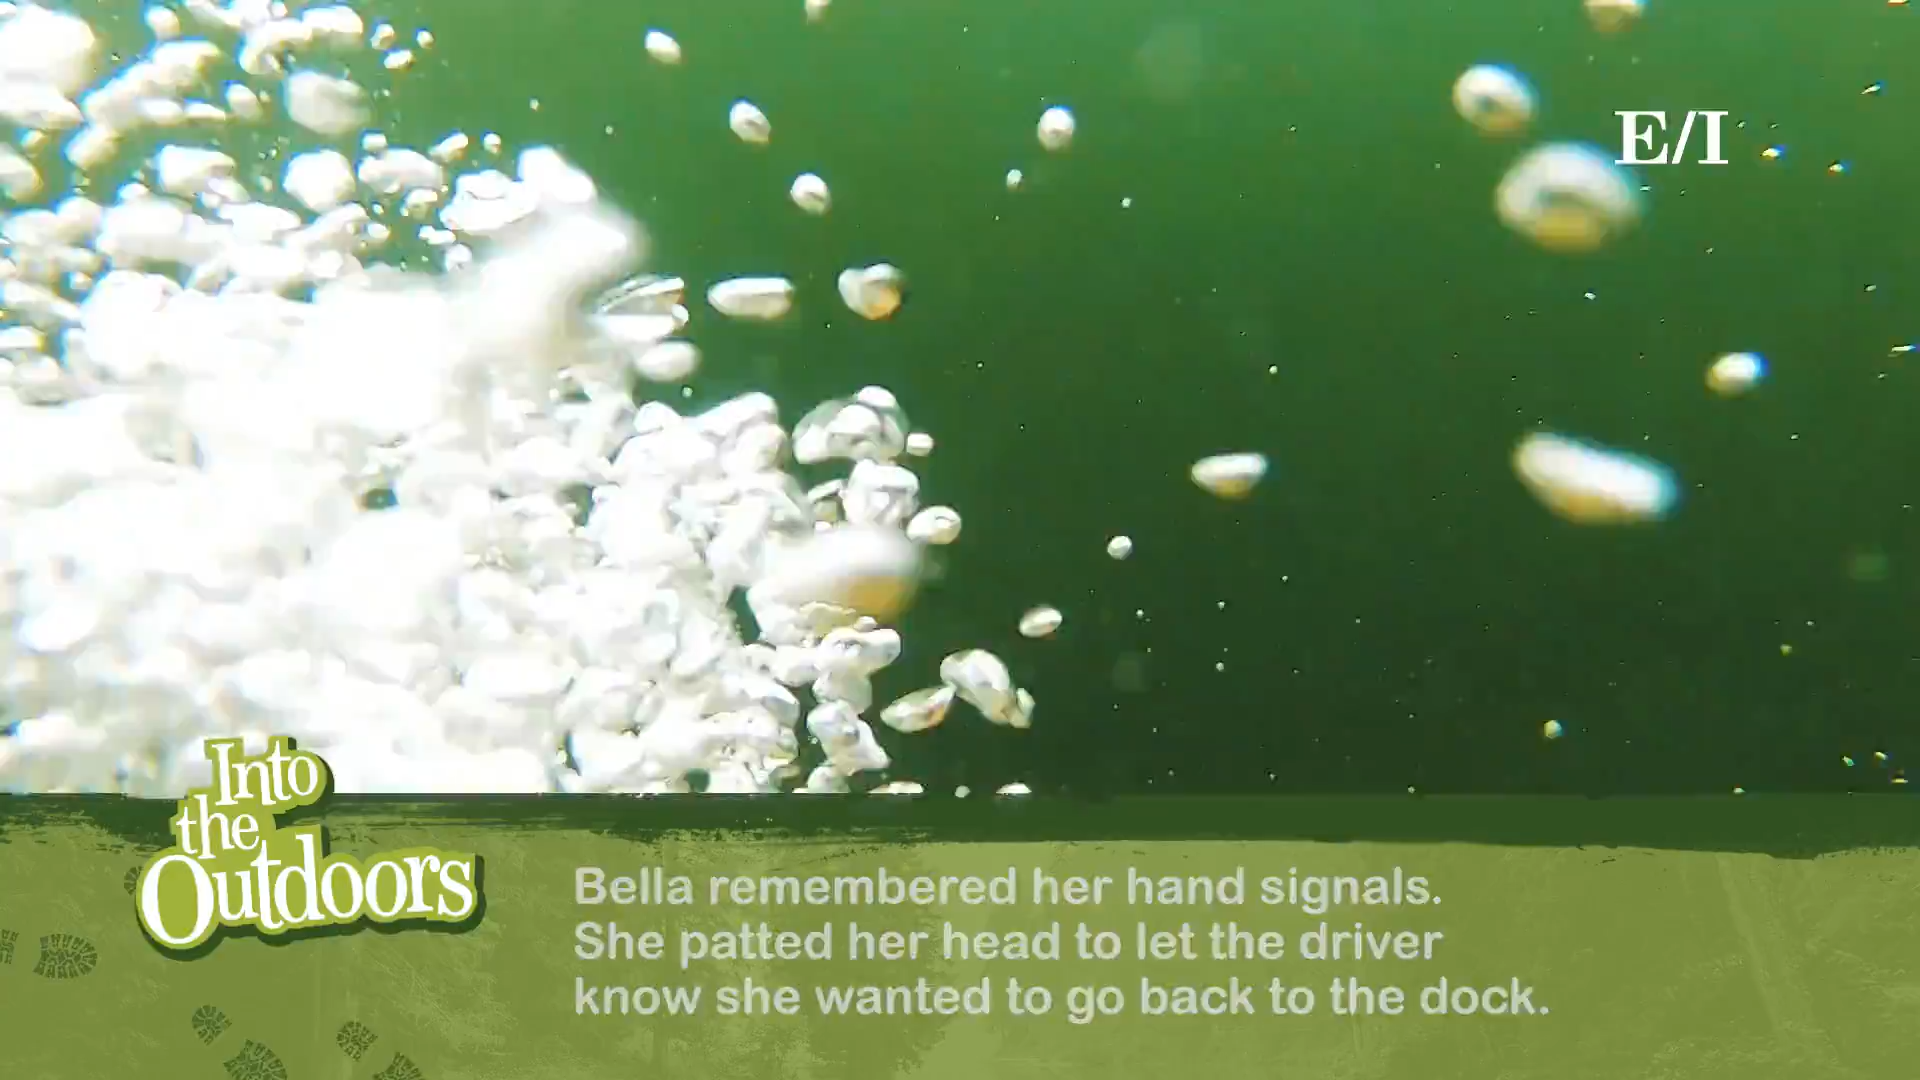 E/I
Into
the
Outdoors
Bella remembered her hand signals.
She patted her head to let the driver
know she wanted to go back to the dock.